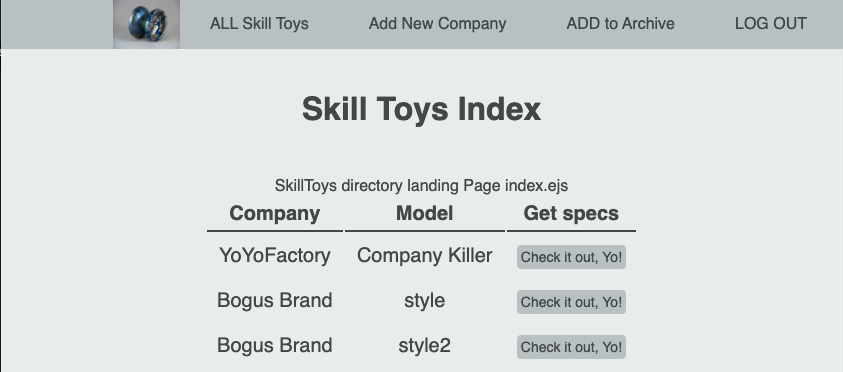 ALL Skill Toys Add New Company ADD to Archive LOG OUT
Skill Toys Index
SkillToys directory landing Page index.ejs
Company Model Get specs
YoYoFactory Company Killer Check it out, Yo!
Bogus Brand style Check it out, Yo!
Bogus Brand style2 Check it out, Yo!